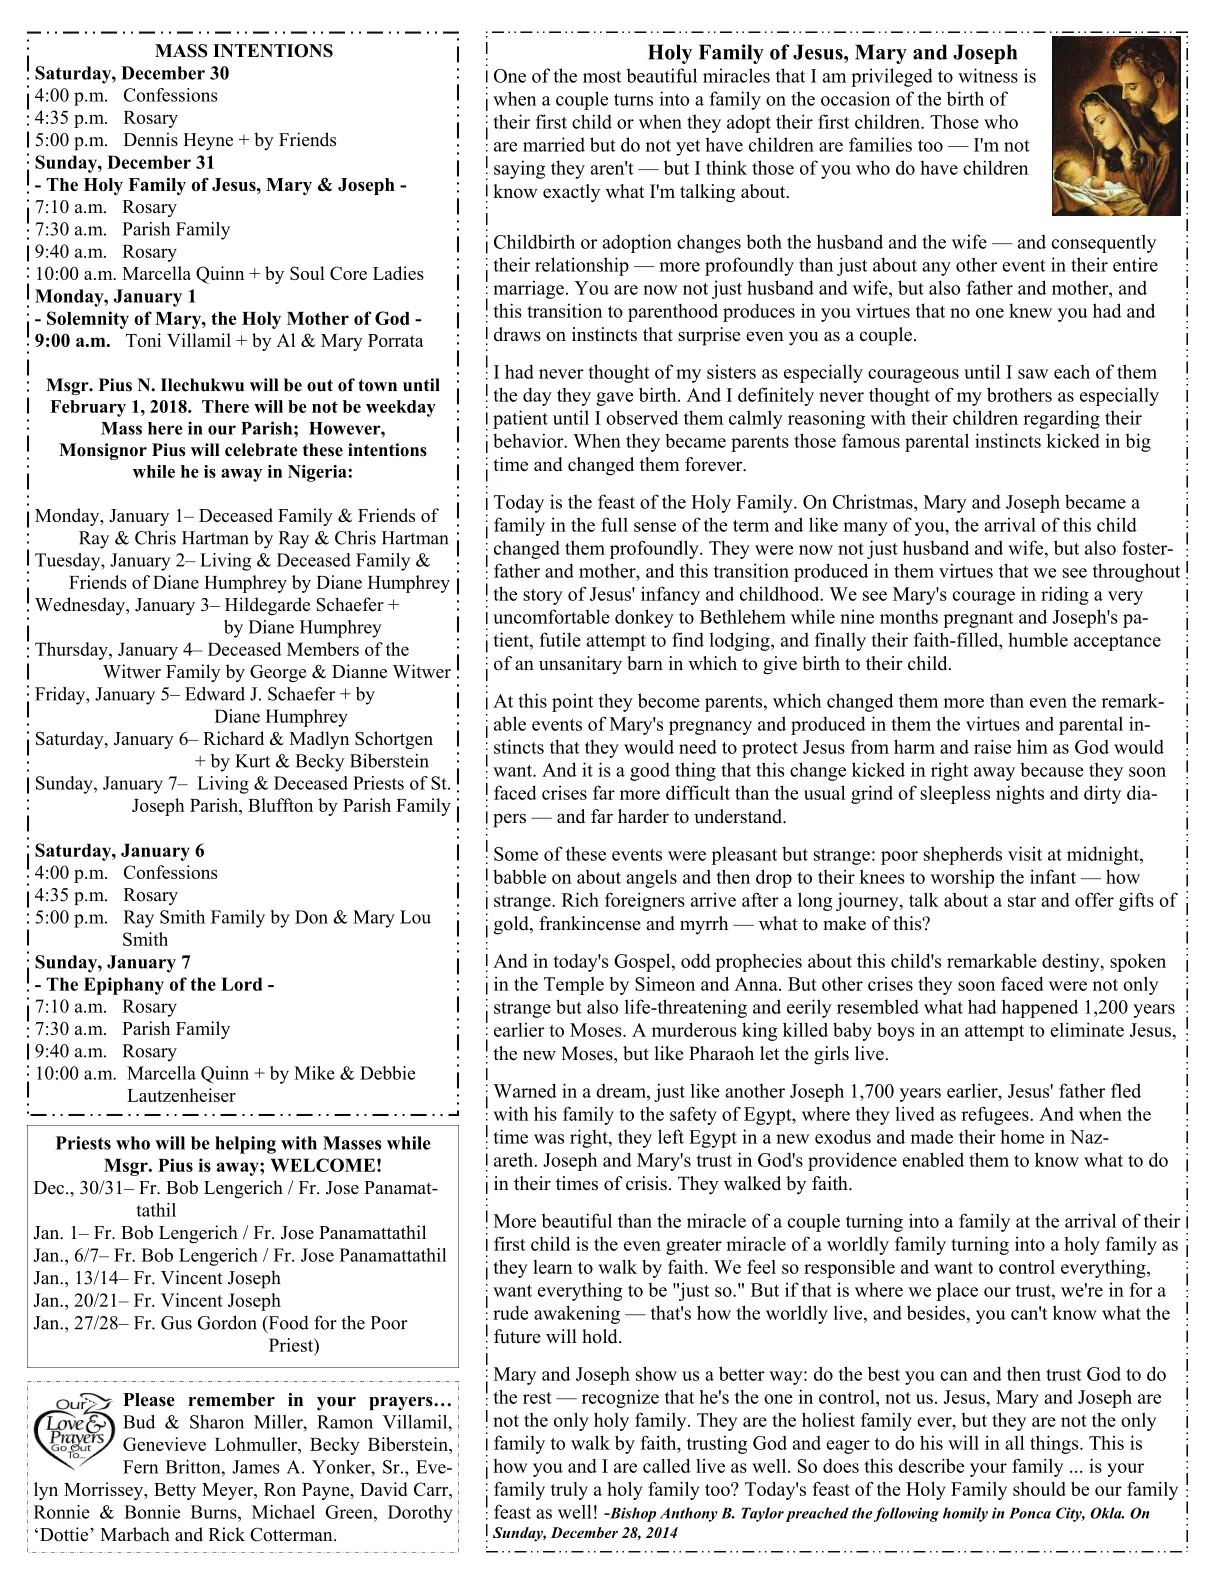 MASS INTENTIONS
Saturday, December 30
4:00 p.m. Confessions
4:35 p.m. Rosary
5:00 p.m. Dennis Heyne + by Friends
Sunday, December 31
- The Holy Family of Jesus, Mary & Joseph -
7:10 a.m. Rosary
7:30 a.m. Parish Family
9:40 a.m. Rosary
10:00 a.m. Marcella Quinn + by Soul Core Ladies
Monday, January 1
- Solemnity of Mary, the Holy Mother of God -
9:00 a.m. Toni Villamil + by Al & Mary Porrata
Msgr. Pius N. Ilechukwu will be out of town until
February 1, 2018. There will be not be weekday
Mass here in our Parish; However,
Monsignor Pius will celebrate these intentions
while he is away in Nigeria:
Monday, January 1– Deceased Family & Friends of
Ray & Chris Hartman by Ray & Chris Hartman
Tuesday, January 2– Living & Deceased Family &
Friends of Diane Humphrey by Diane Humphrey
Wednesday, January 3– Hildegarde Schaefer +
by Diane Humphrey
Thursday, January 4– Deceased Members of the
Witwer Family by George & Dianne Witwer
Friday, January 5– Edward J. Schaefer + by
Diane Humphrey
Saturday, January 6– Richard & Madlyn Schortgen
+ by Kurt & Becky Biberstein
Sunday, January 7– Living & Deceased Priests of St.
Joseph Parish, Bluffton by Parish Family
Saturday, January 6
4:00 p.m. Confessions
4:35 p.m. Rosary
5:00 p.m. Ray Smith Family by Don & Mary Lou
Smith
Sunday, January 7
- The Epiphany of the Lord -
7:10 a.m. Rosary
7:30 a.m. Parish Family
9:40 a.m. Rosary
10:00 a.m. Marcella Quinn + by Mike & Debbie
Lautzenheiser
Priests who will be helping with Masses while
Msgr. Pius is away; WELCOME!
Dec., 30/31– Fr. Bob Lengerich / Fr. Jose Panamat-
tathil
Jan. 1– Fr. Bob Lengerich / Fr. Jose Panamattathil
Jan., 6/7– Fr. Bob Lengerich / Fr. Jose Panamattathil
Jan., 13/14– Fr. Vincent Joseph
Jan., 20/21– Fr. Vincent Joseph
Jan., 27/28– Fr. Gus Gordon (Food for the Poor
Priest)
Our
Love &
Prayers
Go Out
To...
Please remember in your prayers…
Bud & Sharon Miller, Ramon Villamil,
Genevieve Lohmuller, Becky Biberstein,
Fern Britton, James A. Yonker, Sr., Eve-
lyn Morrissey, Betty Meyer, Ron Payne, David Carr,
Ronnie & Bonnie Burns, Michael Green, Dorothy
‘Dottie’ Marbach and Rick Cotterman.
Holy Family of Jesus, Mary and Joseph
One of the most beautiful miracles that I am privileged to witness is
when a couple turns into a family on the occasion of the birth of
their first child or when they adopt their first children. Those who
are married but do not yet have children are families too — I'm not
saying they aren't — but I think those of you who do have children
know exactly what I'm talking about.
Childbirth or adoption changes both the husband and the wife — and consequently
their relationship — more profoundly than just about any other event in their entire
marriage. You are now not just husband and wife, but also father and mother, and
this transition to parenthood produces in you virtues that no one knew you had and
draws on instincts that surprise even you as a couple.
I had never thought of my sisters as especially courageous until I saw each of them
the day they gave birth. And I definitely never thought of my brothers as especially
patient until I observed them calmly reasoning with their children regarding their
behavior. When they became parents those famous parental instincts kicked in big
time and changed them forever.
Today is the feast of the Holy Family. On Christmas, Mary and Joseph became a
family in the full sense of the term and like many of you, the arrival of this child
changed them profoundly. They were now not just husband and wife, but also foster-
father and mother, and this transition produced in them virtues that we see throughout
the story of Jesus' infancy and childhood. We see Mary's courage in riding a very
uncomfortable donkey to Bethlehem while nine months pregnant and Joseph's pa-
tient, futile attempt to find lodging, and finally their faith-filled, humble acceptance
of an unsanitary barn in which to give birth to their child.
At this point they become parents, which changed them more than even the remark-
able events of Mary's pregnancy and produced in them the virtues and parental in-
stincts that they would need to protect Jesus from harm and raise him as God would
want. And it is a good thing that this change kicked in right away because they soon
faced crises far more difficult than the usual grind of sleepless nights and dirty dia-
pers — and far harder to understand.
Some of these events were pleasant but strange: poor shepherds visit at midnight,
babble on about angels and then drop to their knees to worship the infant — how
strange. Rich foreigners arrive after a long journey, talk about a star and offer gifts of
gold, frankincense and myrrh — what to make of this?
And in today's Gospel, odd prophecies about this child's remarkable destiny, spoken
in the Temple by Simeon and Anna. But other crises they soon faced were not only
strange but also life-threatening and eerily resembled what had happened 1,200 years
earlier to Moses. A murderous king killed baby boys in an attempt to eliminate Jesus,
the new Moses, but like Pharaoh let the girls live.
Warned in a dream, just like another Joseph 1,700 years earlier, Jesus' father fled
with his family to the safety of Egypt, where they lived as refugees. And when the
time was right, they left Egypt in a new exodus and made their home in Naz-
areth. Joseph and Mary's trust in God's providence enabled them to know what to do
in their times of crisis. They walked by faith.
More beautiful than the miracle of a couple turning into a family at the arrival of their
first child is the even greater miracle of a worldly family turning into a holy family as
they learn to walk by faith. We feel so responsible and want to control everything,
want everything to be "just so." But if that is where we place our trust, we're in for a
rude awakening — that's how the worldly live, and besides, you can't know what the
future will hold.
Mary and Joseph show us a better way: do the best you can and then trust God to do
the rest — recognize that he's the one in control, not us. Jesus, Mary and Joseph are
not the only holy family. They are the holiest family ever, but they are not the only
family to walk by faith, trusting God and eager to do his will in all things. This is
how you and I are called live as well. So does this describe your family ... is your
family truly a holy family too? Today's feast of the Holy Family should be our family
feast as well! -Bishop Anthony B. Taylor preached the following homily in Ponca City, Okla. On
Sunday, December 28, 2014